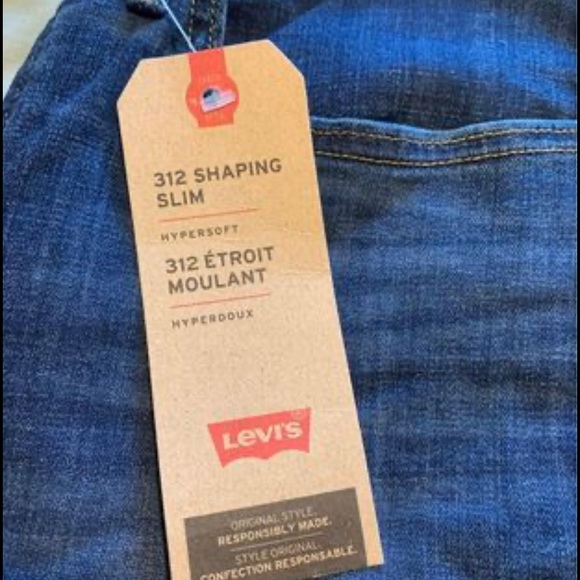 312 SHAPING
SLIM
HYPERSOFT
312 ÉTROIT
MOULANT
HYPERDOUX
LEVI'S
ORIGINAL STYLE.
RESPONSIBLY MADE.
STYLE ORIGINAL.
CONFECTION RESPONSABLE.